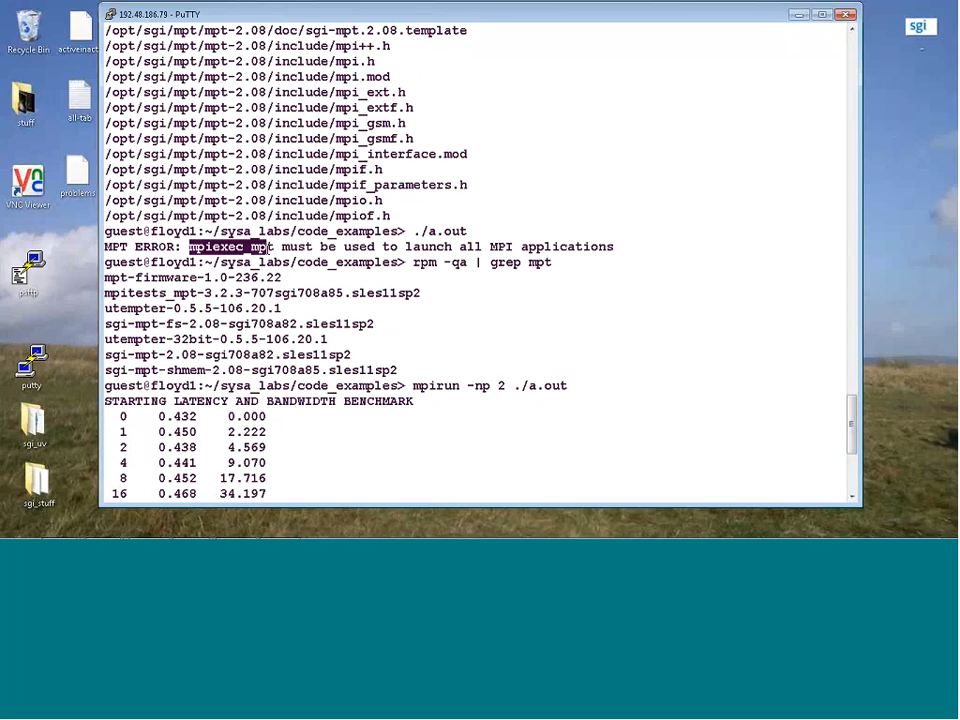 192.48.186.79 - PuTTY
/opt/sgi/mpt/mpt-2.08/doc/sgi-mpt.2.08.template
/opt/sgi/mpt/mpt-2.08/include/mpi++.h
/opt/sgi/mpt/mpt-2.08/include/mpi.h
/opt/sgi/mpt/mpt-2.08/include/mpi.mod
/opt/sgi/mpt/mpt-2.08/include/mpi_ext.h
/opt/sgi/mpt/mpt-2.08/include/mpi_extf.h
/opt/sgi/mpt/mpt-2.08/include/mpi_gsm.h
/opt/sgi/mpt/mpt-2.08/include/mpi_gsmf.h
/opt/sgi/mpt/mpt-2.08/include/mpi_interface.mod
/opt/sgi/mpt/mpt-2.08/include/mpif.h
/opt/sgi/mpt/mpt-2.08/include/mpif_parameters.h
/opt/sgi/mpt/mpt-2.08/include/mpio.h
/opt/sgi/mpt/mpt-2.08/include/mpiof.h
guest@floyd1:~/sysa_labs/code_examples> ./a.out
MPT ERROR: mpiexec_mpt must be used to launch all MPI applications
guest@floyd1:~/sysa_labs/code_examples> rpm -qa | grep mpt
mpt-firmware-1.0-236.22
mpitests_mpt-3.2.3-707sgi708a85.sles11sp2
utempter-0.5.5-106.20.1
sgi-mpt-fs-2.08-sgi708a82.sles11sp2
utempter-32bit-0.5.5-106.20.1
sgi-mpt-2.08-sgi708a82.sles11sp2
sgi-mpt-shmem-2.08-sgi708a85.sles11sp2
guest@floyd1:~/sysa_labs/code_examples> mpirun -np 2 ./a.out
STARTING LATENCY AND BANDWIDTH BENCHMARK
0 0.432 0.000
1 0.450 2.222
2 0.438 4.569
4 0.441 9.070
8 0.452 17.716
16 0.468 34.197
Recycle Bin
activeinact
stuff
all-tab
VNC Viewer
problems
psftp
putty
sgi_uv
sgi_stuff
sgi